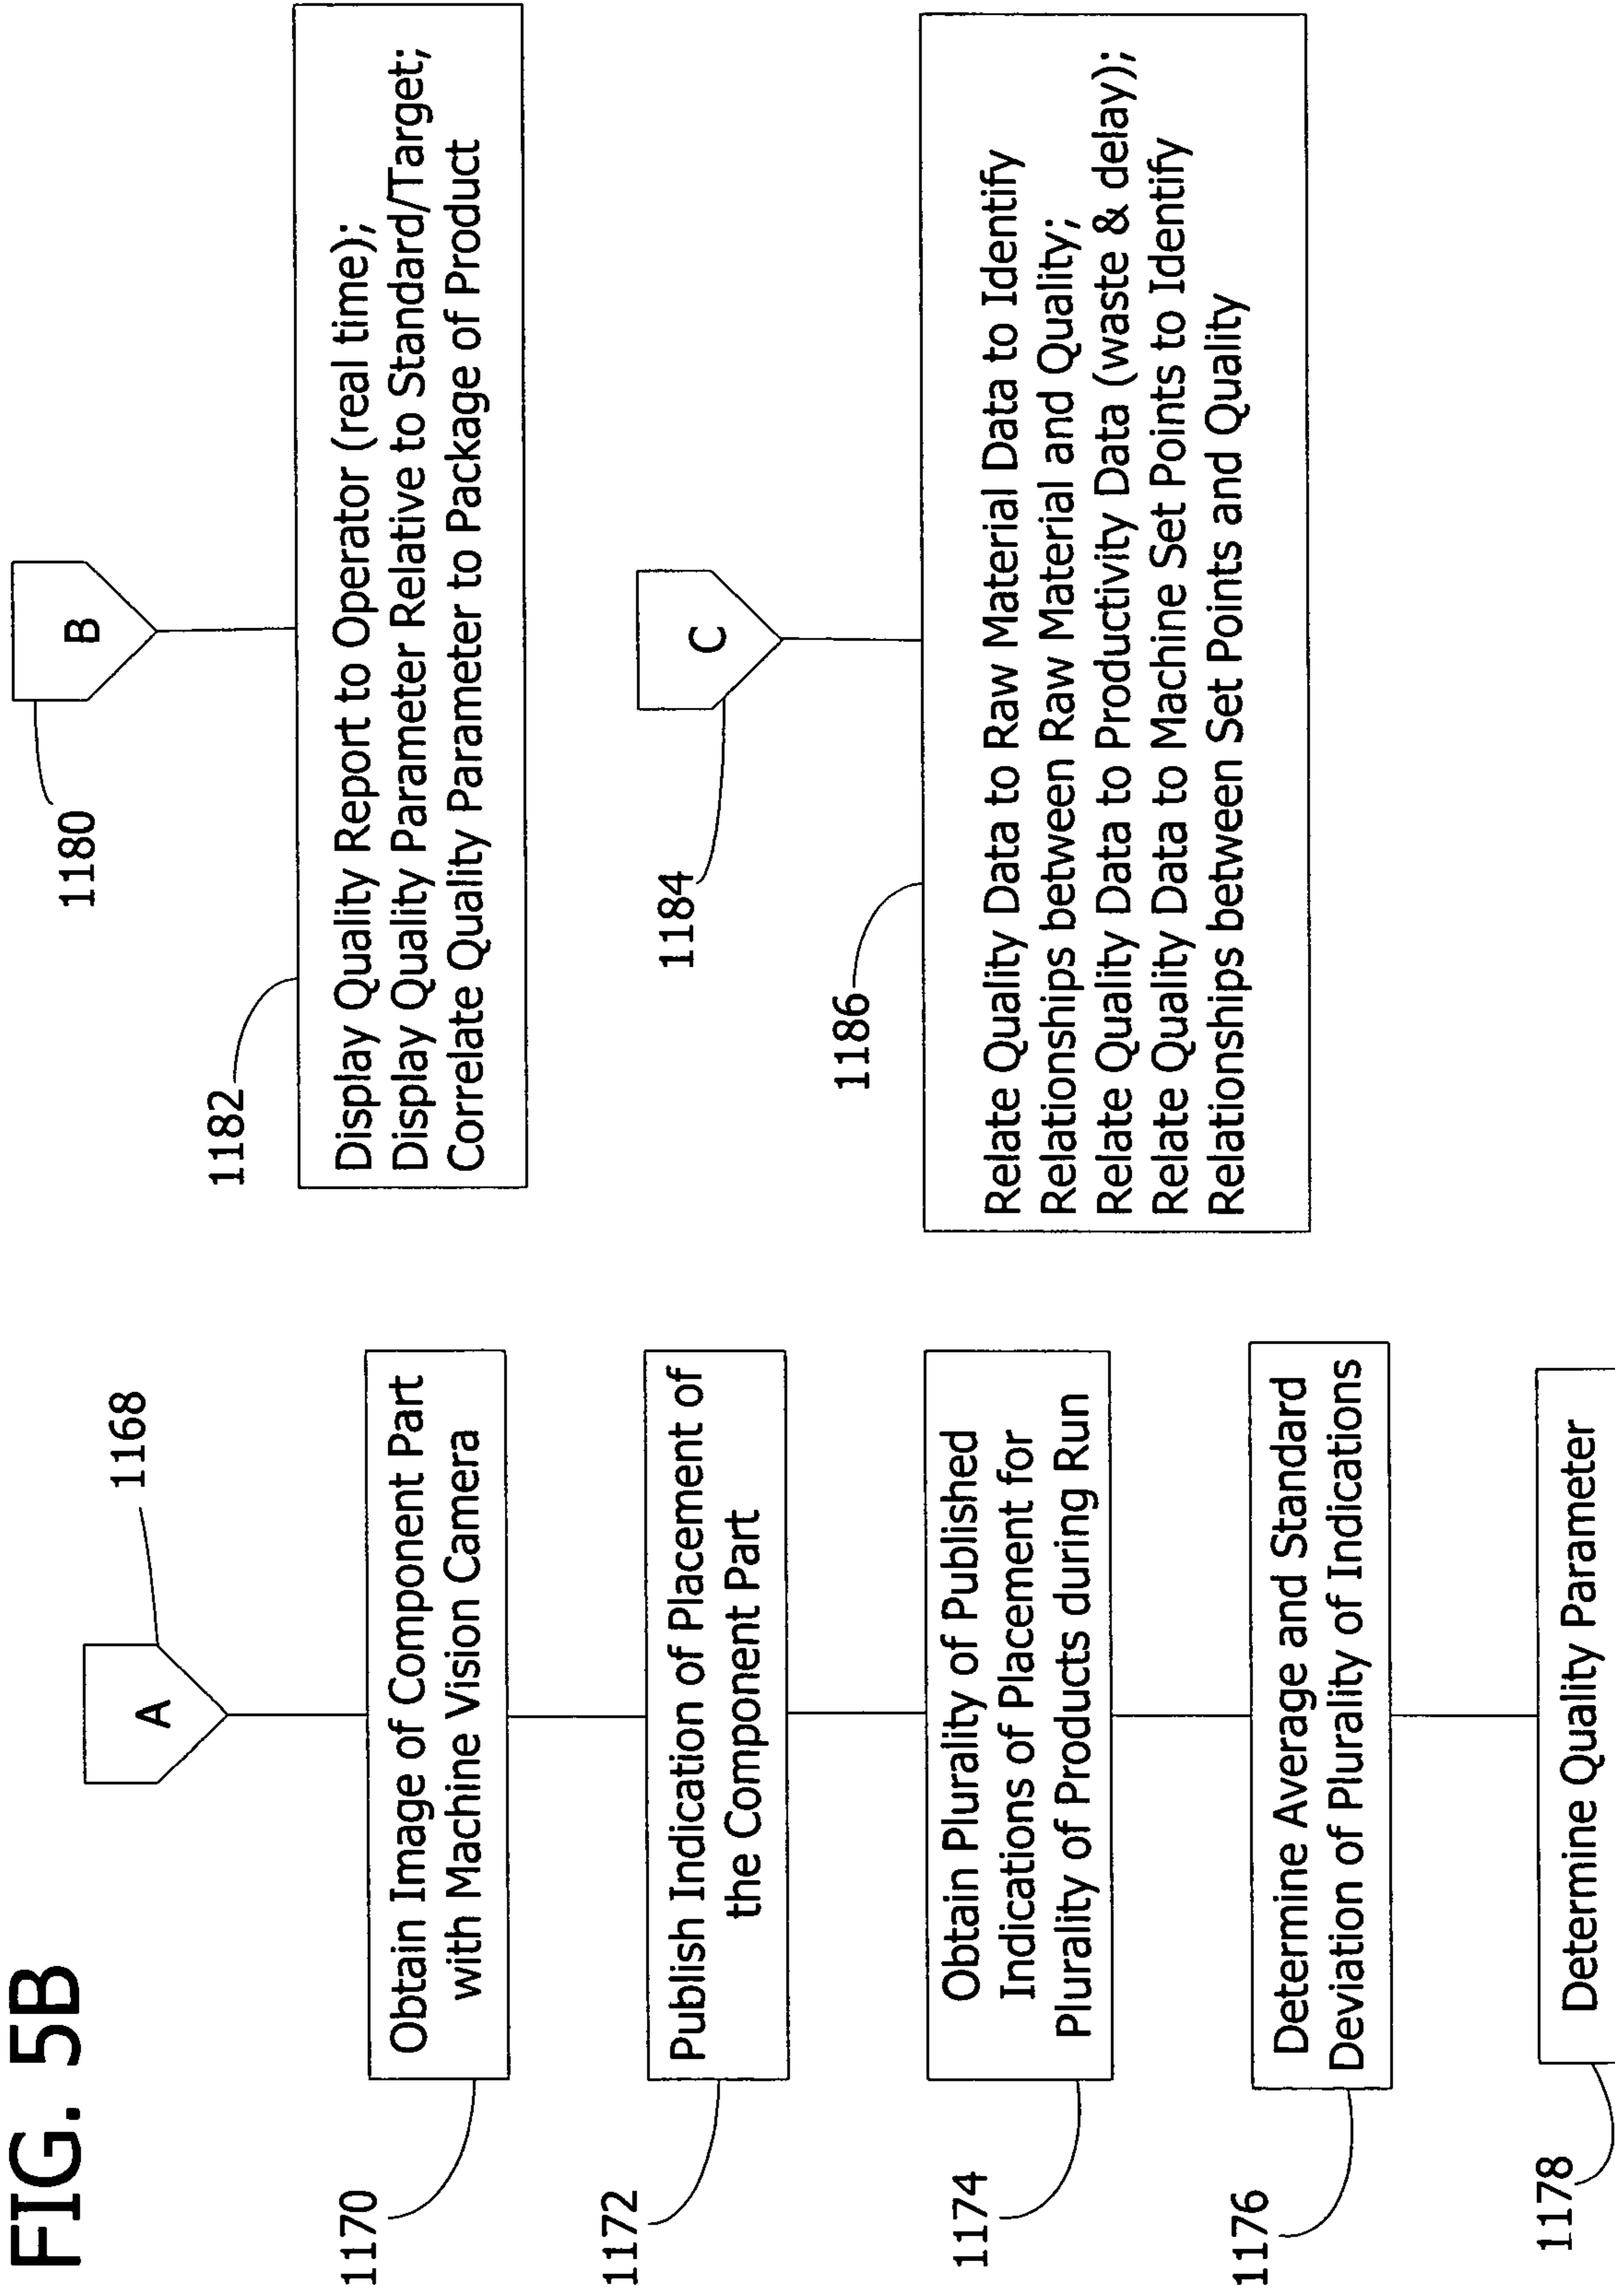 FIG. 5B
A
1168
1170
Obtain Image of Component Part
with Machine Vision Camera
1172
Publish Indication of Placement of
the Component Part
1174
Obtain Plurality of Published
Indications of Placement for
Plurality of Products during Run
1176
Determine Average and Standard
Deviation of Plurality of Indications
1178
Determine Quality Parameter
B
1180
1182
Display Quality Report to Operator (real time);
Display Quality Parameter Relative to Standard/Target;
Correlate Quality Parameter to Package of Product
C
1184
1186
Relate Quality Data to Raw Material Data to Identify
Relationships between Raw Material and Quality;
Relate Quality Data to Productivity Data (waste & delay);
Relate Quality Data to Machine Set Points to Identify
Relationships between Set Points and Quality